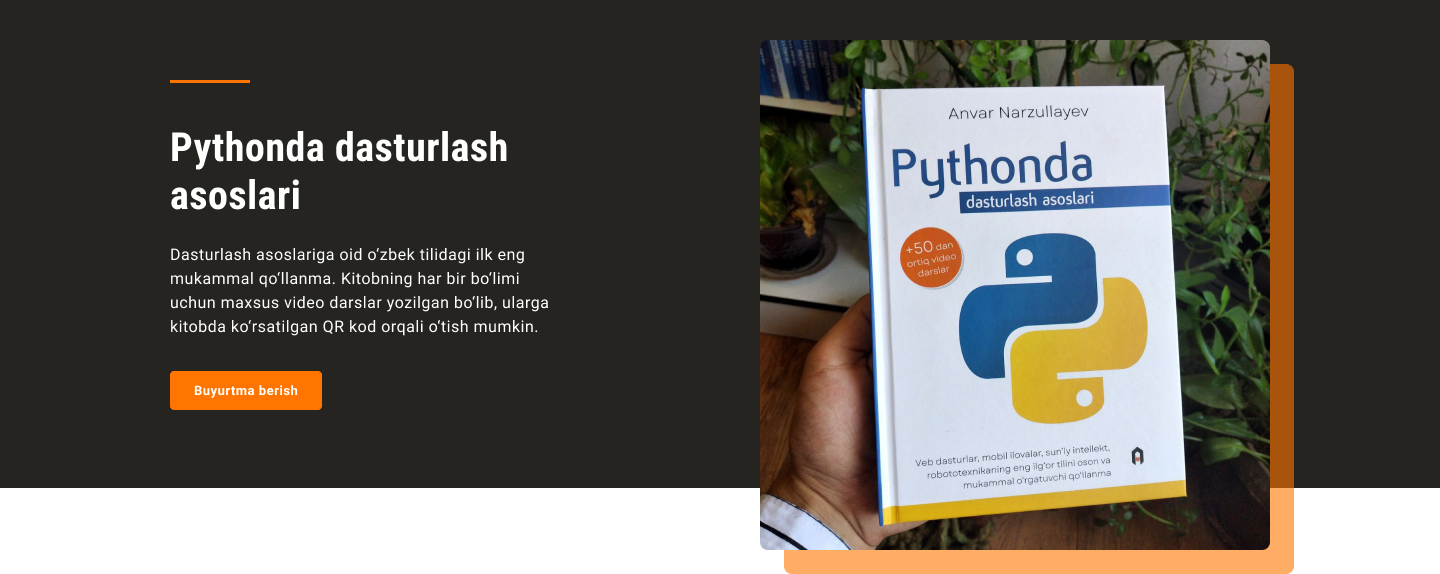 Pythonda dasturlash
asoslari
Dasturlash asoslariga oid o‘zbek tilidagi ilk eng
mukammal qo‘llanma. Kitobning har bir bo‘limi
uchun maxsus video darslar yozilgan bo‘lib, ularga
kitobda ko‘rsatilgan QR kod orqali o‘tish mumkin.
Buyurtma berish
Anvar Narzullayev
Pythonda
dasturlash asoslari
+50 dan
ortiq video
darslar
Veb dasturlar, mobil ilovalar, sun'iy intellekt,
robototexnikaning eng ilg'or tilini oson va
mukammal o'rgatuvchi qo'llanma